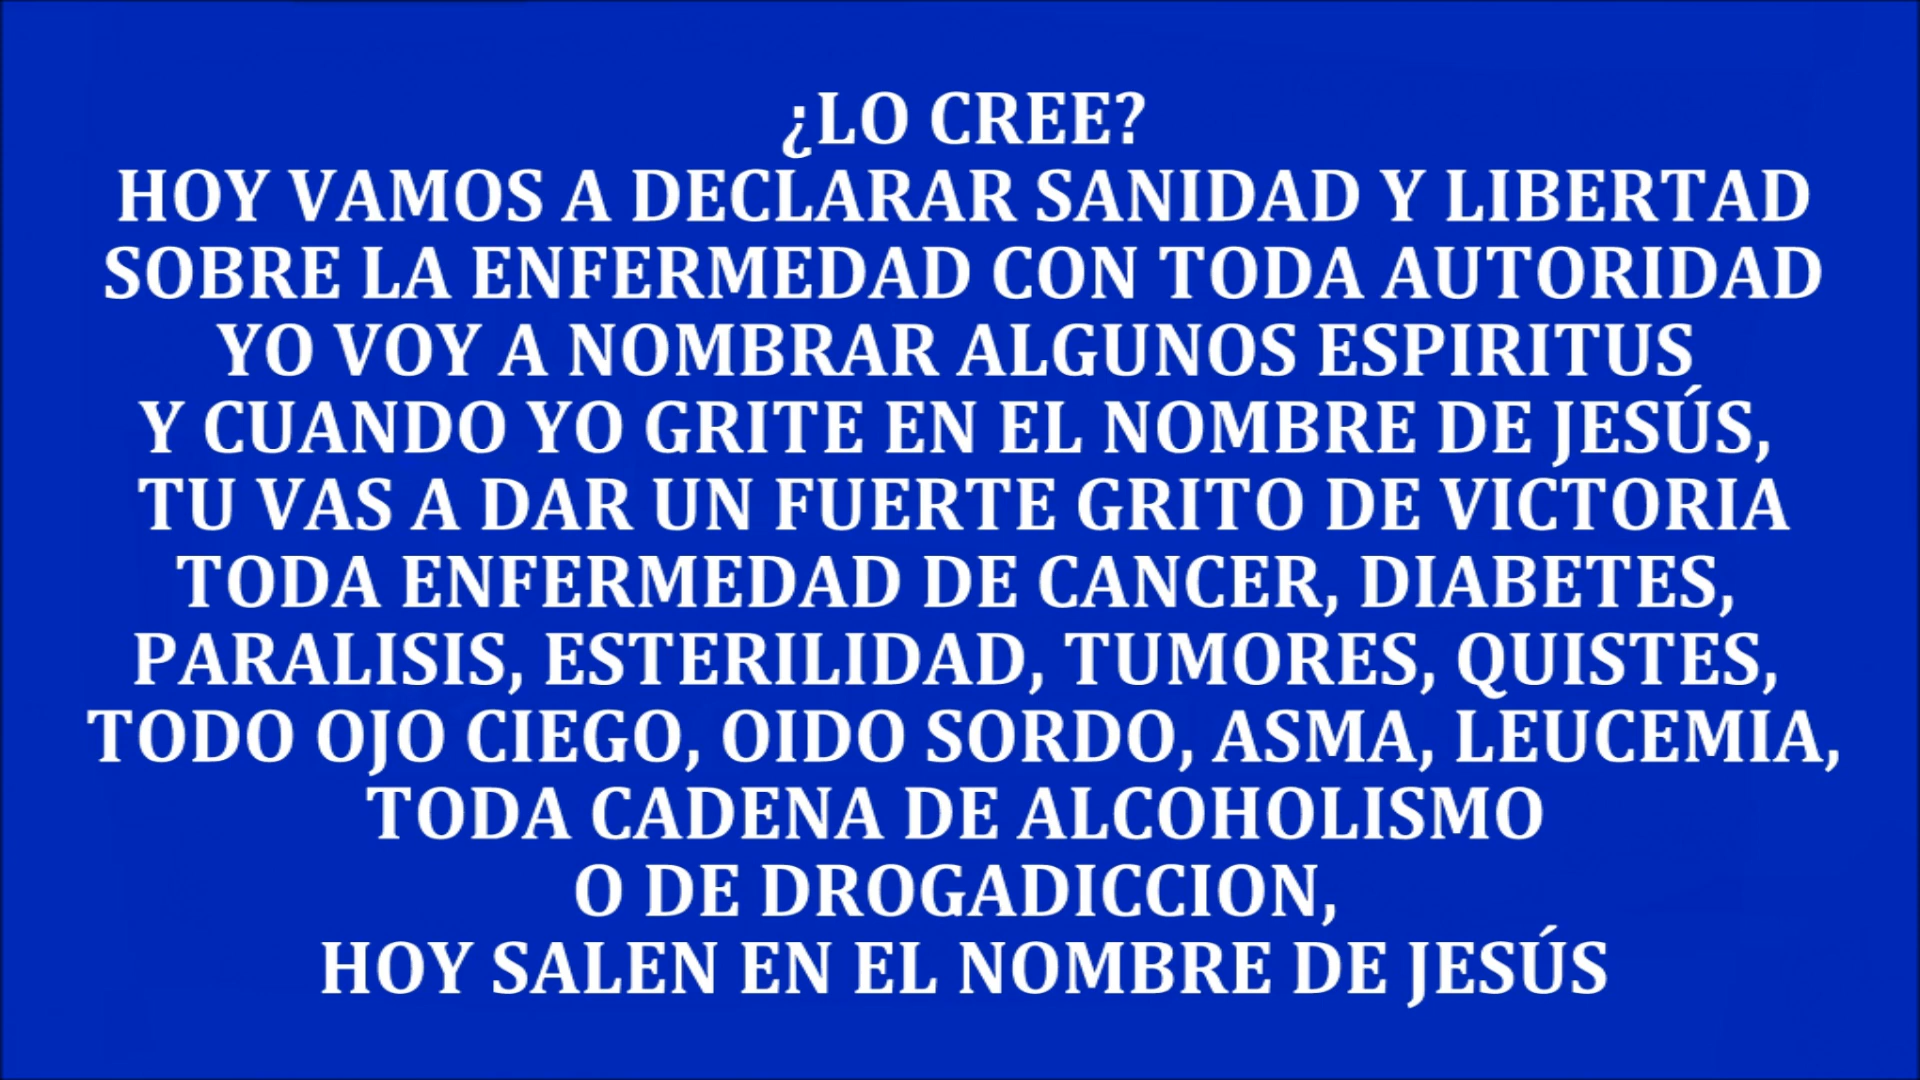 ¿LO CREE?
HOY VAMOS A DECLARAR SANIDAD Y LIBERTAD
SOBRE LA ENFERMEDAD CON TODA AUTORIDAD
YO VOY A NOMBRAR ALGUNOS ESPIRITUS
Y CUANDO YO GRITE EN EL NOMBRE DE JESÚS,
TU VAS A DAR UN FUERTE GRITO DE VICTORIA
TODA ENFERMEDAD DE CANCER, DIABETES,
PARALISIS, ESTERILIDAD, TUMORES, QUISTES,
TODO OJO CIEGO, OIDO SORDO, ASMA, LEUCEMIA,
TODA CADENA DE ALCOHOLISMO
O DE DROGADICCION,
HOY SALEN EN EL NOMBRE DE JESÚS